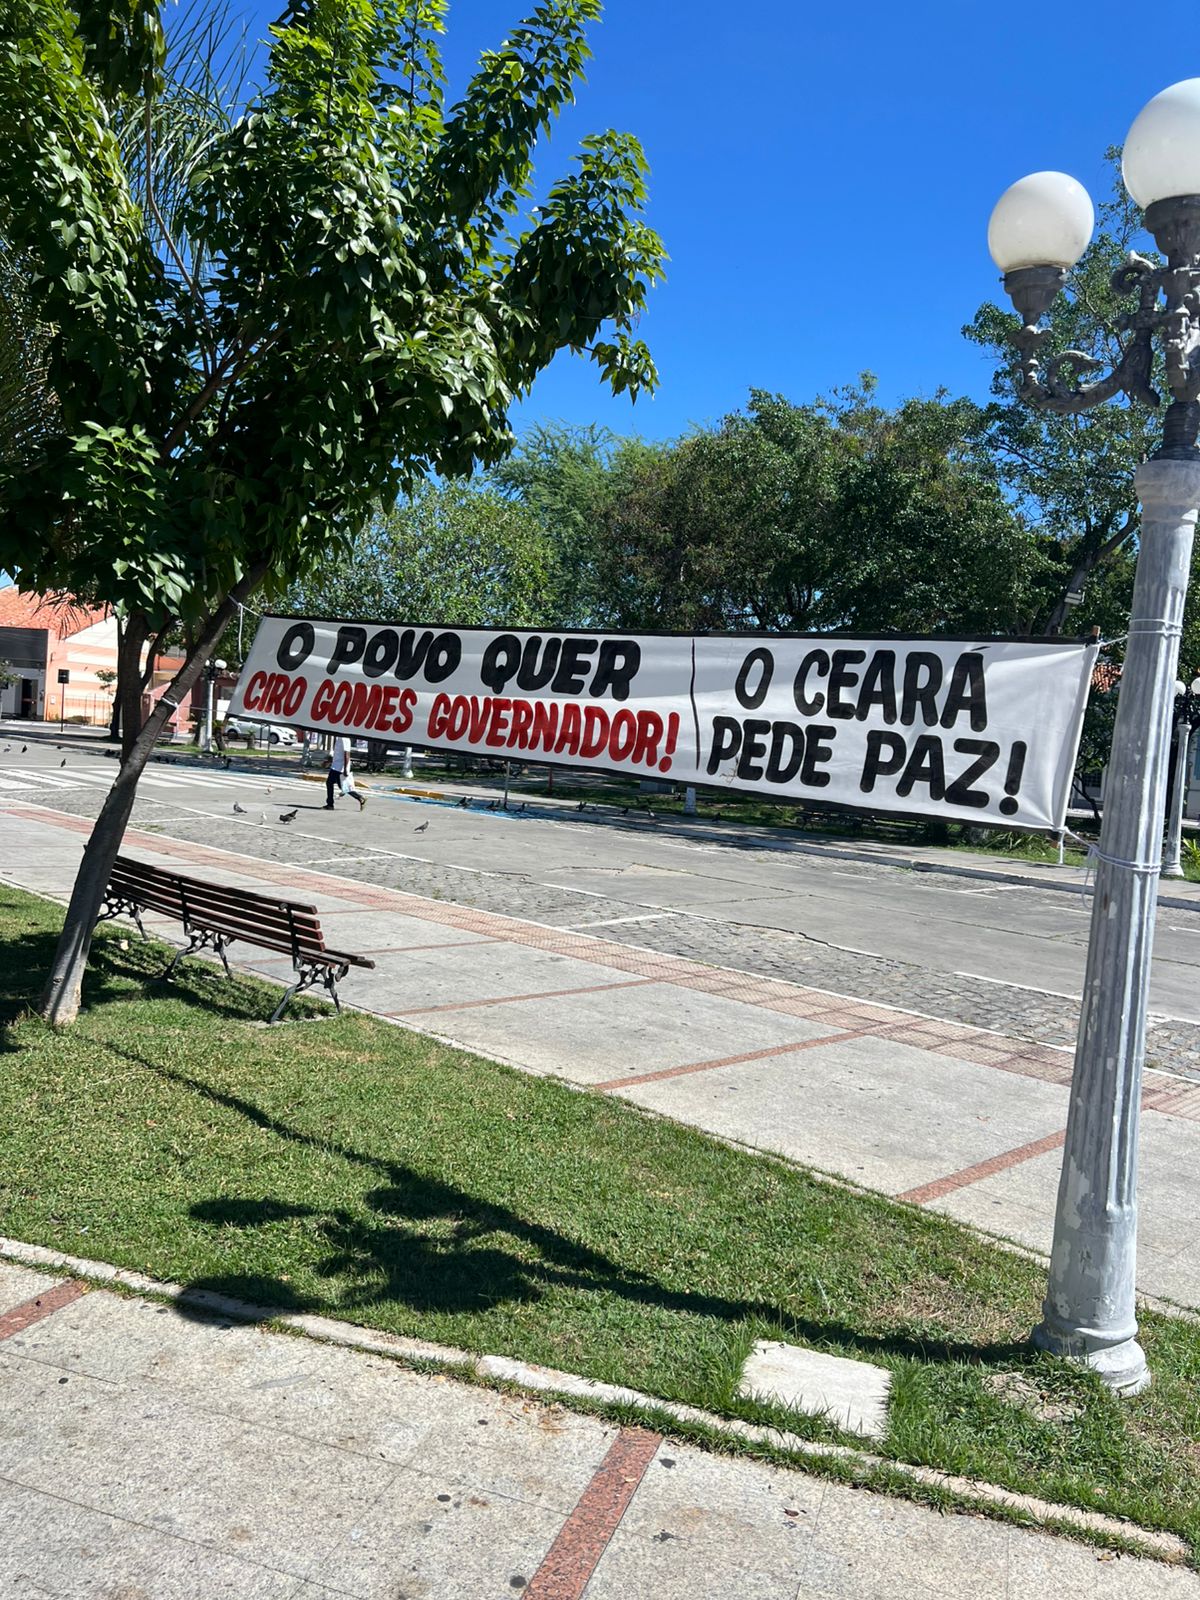 O POVO QUER
CIRO GOMES GOVERNADOR!
O CEARÁ
PEDE PAZ!